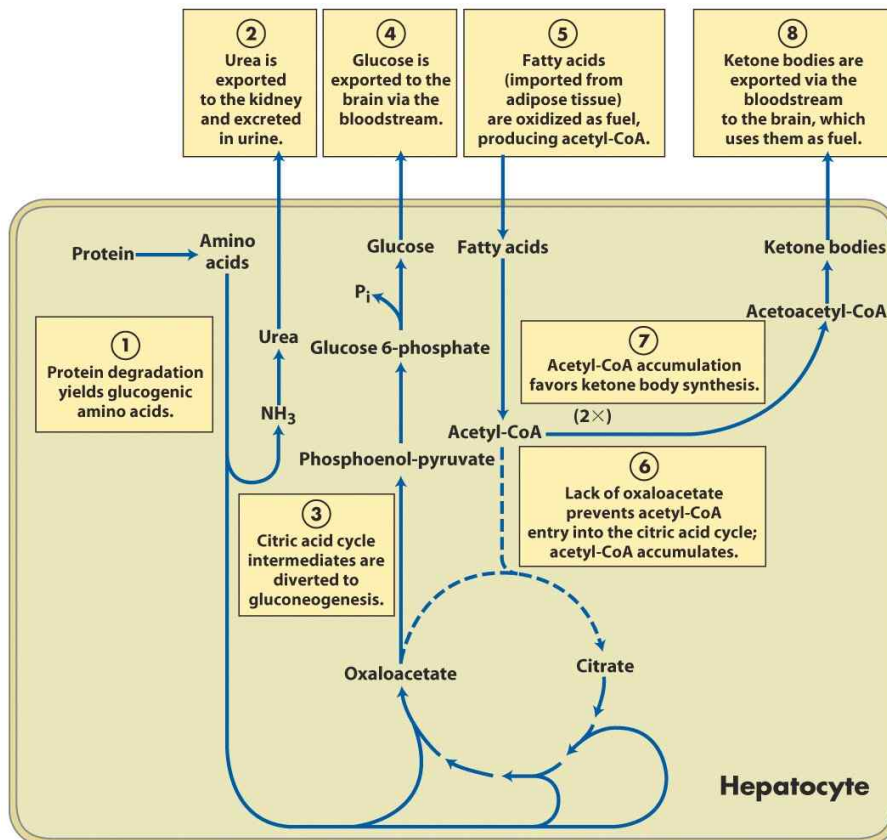 2
Urea is
exported
to the kidney
and excreted
in urine.
4
Glucose is
exported to the
brain via the
bloodstream.
5
Fatty acids
(imported from
adipose tissue)
are oxidized as fuel,
producing acetyl-CoA.
8
Ketone bodies are
exported via the
bloodstream
to the brain, which
uses them as fuel.
Protein
Amino
acids
Glucose
Fatty acids
Ketone bodies
Pi
Acetoacetyl-CoA
Urea
Glucose 6-phosphate
1
Protein degradation
yields glucogenic
amino acids.
7
Acetyl-CoA accumulation
favors ketone body synthesis.
NH3
(2×)
Acetyl-CoA
Phosphoenol-pyruvate
6
Lack of oxaloacetate
prevents acetyl-CoA
entry into the citric acid cycle;
acetyl-CoA accumulates.
3
Citric acid cycle
intermediates are
diverted to
gluconeogenesis.
Oxaloacetate
Citrate
Hepatocyte